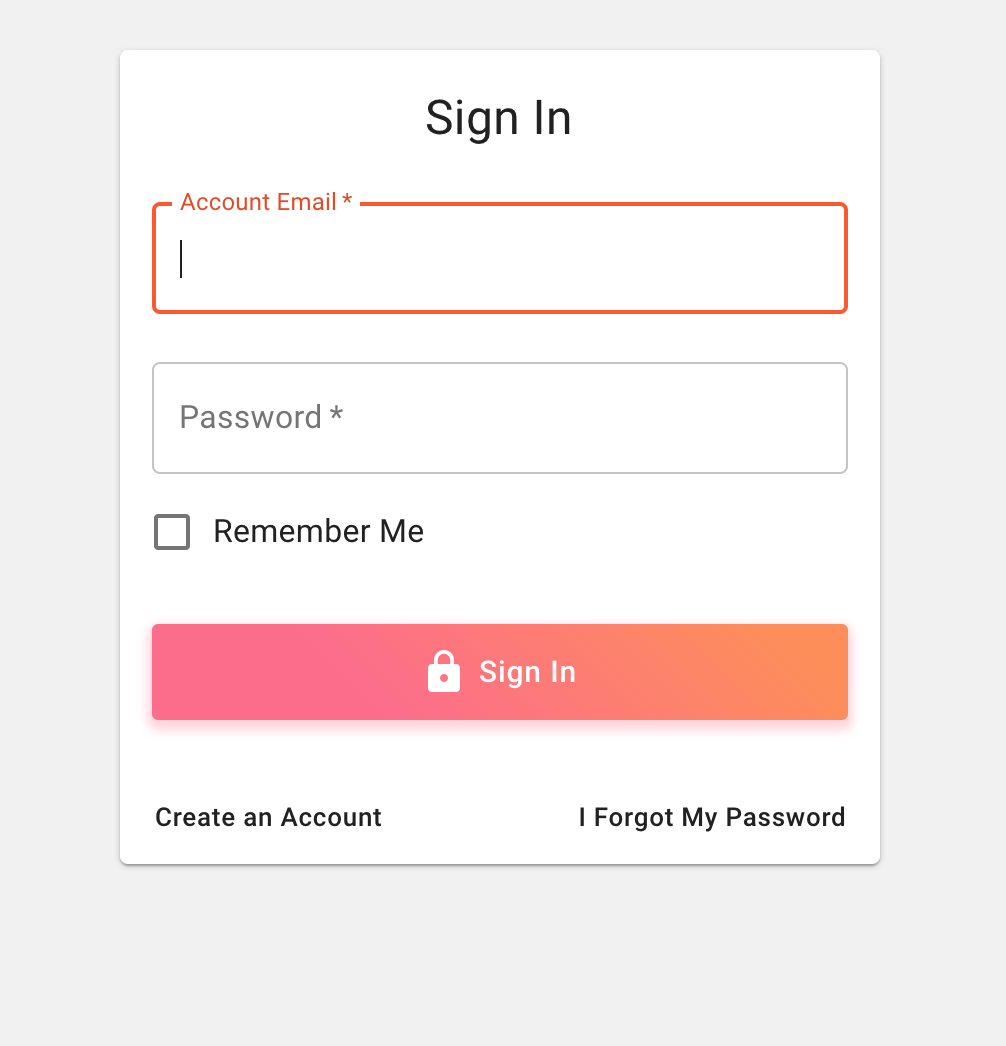 Sign In
Account Email *
Password *
Remember Me
Sign In
Create an Account
I Forgot My Password